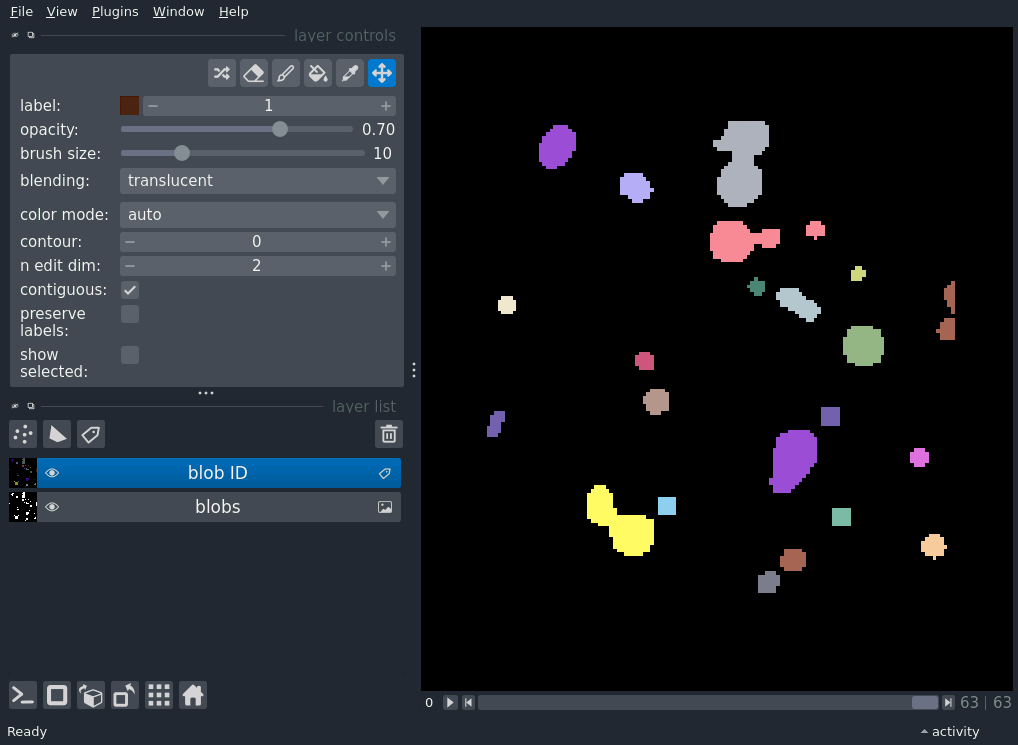 File View Plugins Window Help
layer controls
label: 1
opacity: 0.70
brush size: 10
blending: translucent
color mode: auto
contour: 0
n edit dim: 2
contiguous:
preserve
labels:
show
selected:
layer list
blob ID
blobs
0 63 | 63
Ready activity